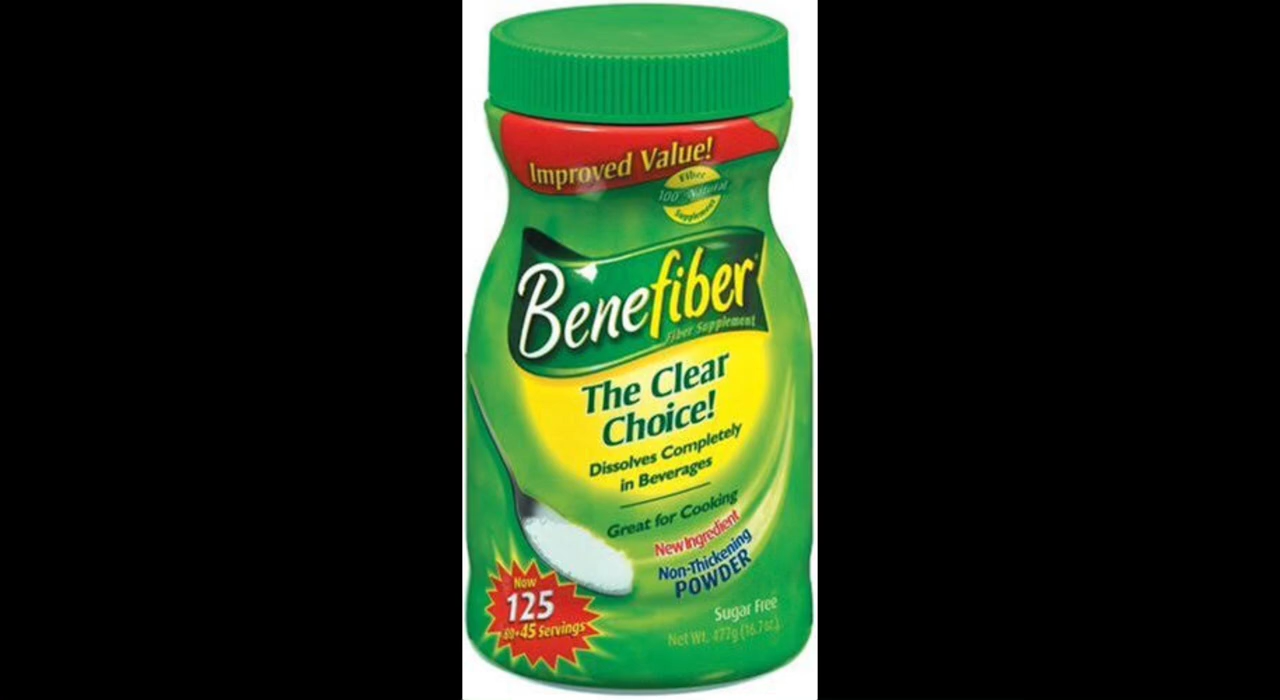 Improved Value!
Fiber
100% Natural
Supplement
Benefiber®
Fiber Supplement
The Clear
Choice!
Dissolves Completely
in Beverages
Great for Cooking
New Ingredient
Non-Thickening
POWDER
Now
125
80+45 Servings
Sugar Free
Net Wt. 477g (16.7oz.)